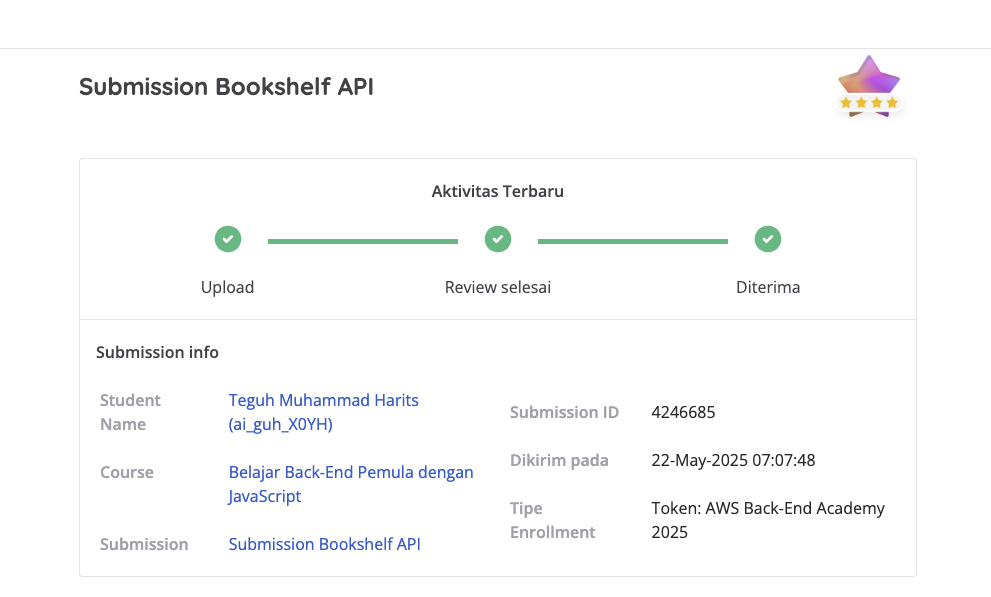 Submission Bookshelf API
Aktivitas Terbaru
Upload
Review selesai
Diterima
Submission info
Student
Name
Teguh Muhammad Harits
(ai_guh_X0YH)
Course
Belajar Back-End Pemula dengan
JavaScript
Submission
Submission Bookshelf API
Submission ID
4246685
Dikirim pada
22-May-2025 07:07:48
Tipe
Enrollment
Token: AWS Back-End Academy
2025